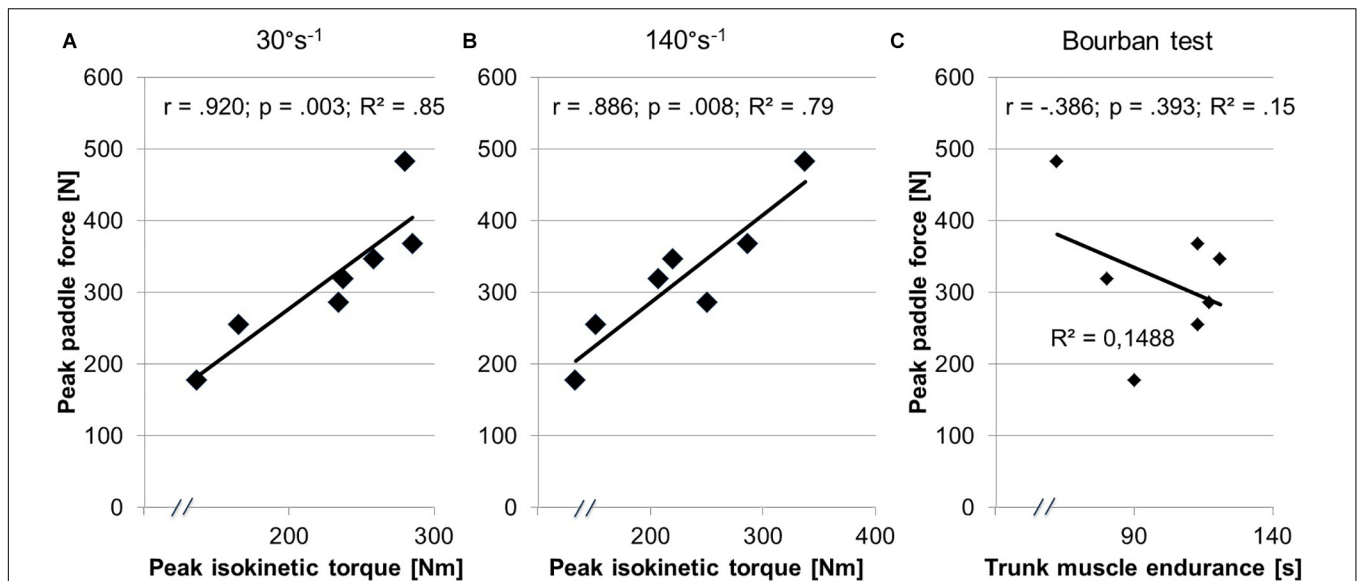 A 30°s-1
B 140°s-1
C Bourban test
r = .920; p = .003; R² = .85
r = .886; p = .008; R² = .79
r = -.386; p = .393; R² = .15
Peak paddle force [N]
600
500
400
300
200
100
0
200 300
Peak isokinetic torque [Nm]
Peak paddle force [N]
600
500
400
300
200
100
0
200 300 400
Peak isokinetic torque [Nm]
Peak paddle force [N]
600
500
400
300
200
100
0
R² = 0,1488
90 140
Trunk muscle endurance [s]